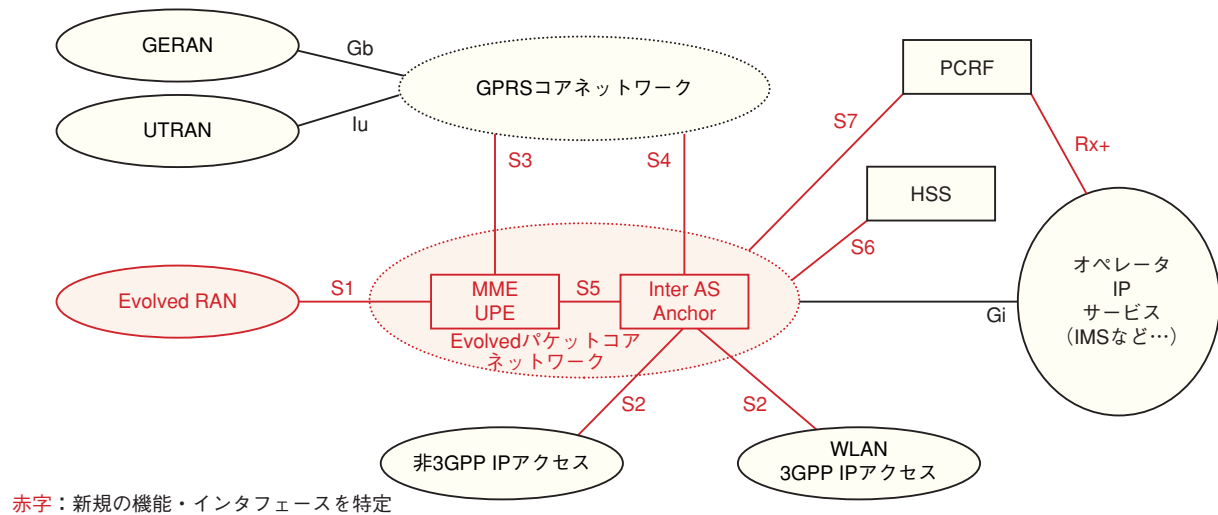 GERAN
Gb
GPRSコアネットワーク
UTRAN
Iu
PCRF
S7
Rx+
S3
S4
HSS
S6
Evolved RAN
S1
MME
UPE
S5
Inter AS
Anchor
Evolvedパケットコア
ネットワーク
Gi
オペレータ
IP
サービス
（IMSなど…）
S2
S2
非3GPP IPアクセス
WLAN
3GPP IPアクセス
赤字：新規の機能・インタフェースを特定